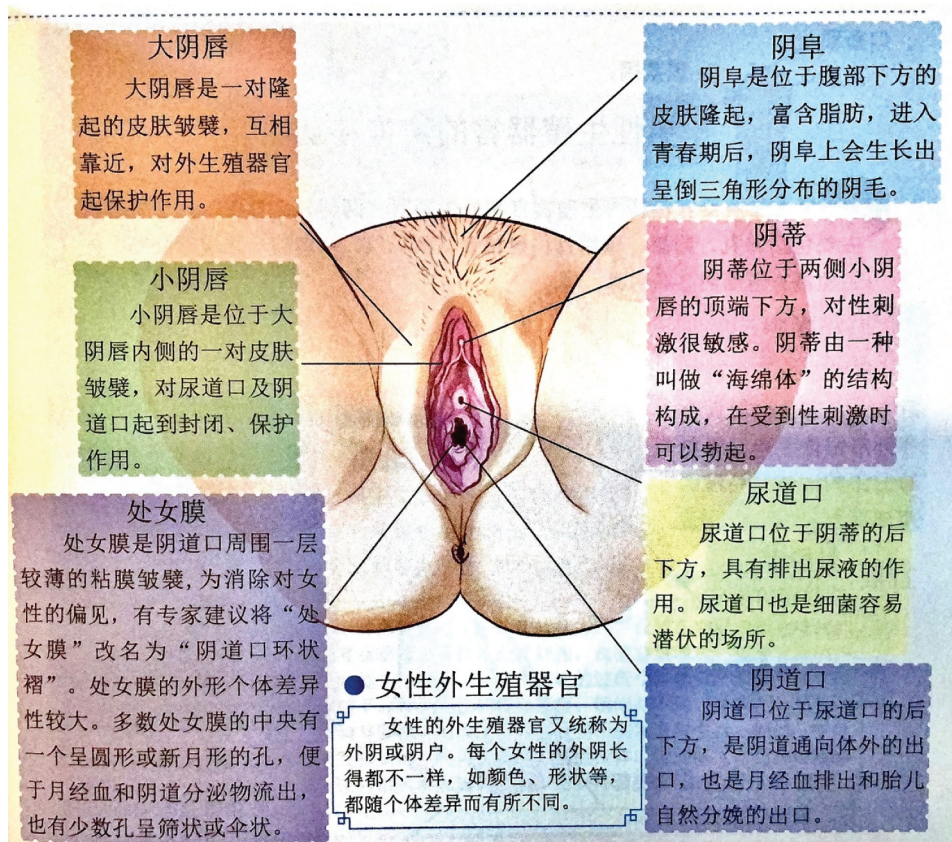 大阴唇
大阴唇是一对隆
起的皮肤皱襞，互相
靠近，对外生殖器官
起保护作用。
小阴唇
小阴唇是位于大
阴唇内侧的一对皮肤
皱襞，对尿道口及阴
道口起到封闭、保护
作用。
处女膜
处女膜是阴道口周围一层
较薄的粘膜皱襞，为消除对女
性的偏见，有专家建议将“处
女膜”改名为“阴道口环状
褶”。处女膜的外形个体差异
性较大。多数处女膜的中央有
一个呈圆形或新月形的孔，便
于月经血和阴道分泌物流出，
也有少数孔呈筛状或伞状。
阴阜
阴阜是位于腹部下方的
皮肤隆起，富含脂肪，进入
青春期后，阴阜上会生长出
呈倒三角形分布的阴毛。
阴蒂
阴蒂位于两侧小阴
唇的顶端下方，对性刺
激很敏感。阴蒂由一种
叫做“海绵体”的结构
构成，在受到性刺激时
可以勃起。
尿道口
尿道口位于阴蒂的后
下方，具有排出尿液的作
用。尿道口也是细菌容易
潜伏的场所。
阴道口
阴道口位于尿道口的后
下方，是阴道通向体外的出
口，也是月经血排出和胎儿
自然分娩的出口。
●女性外生殖器官
女性的外生殖器官又统称为
外阴或阴户。每个女性的外阴长
得都不一样，如颜色、形状等，
都随个体差异而有所不同。